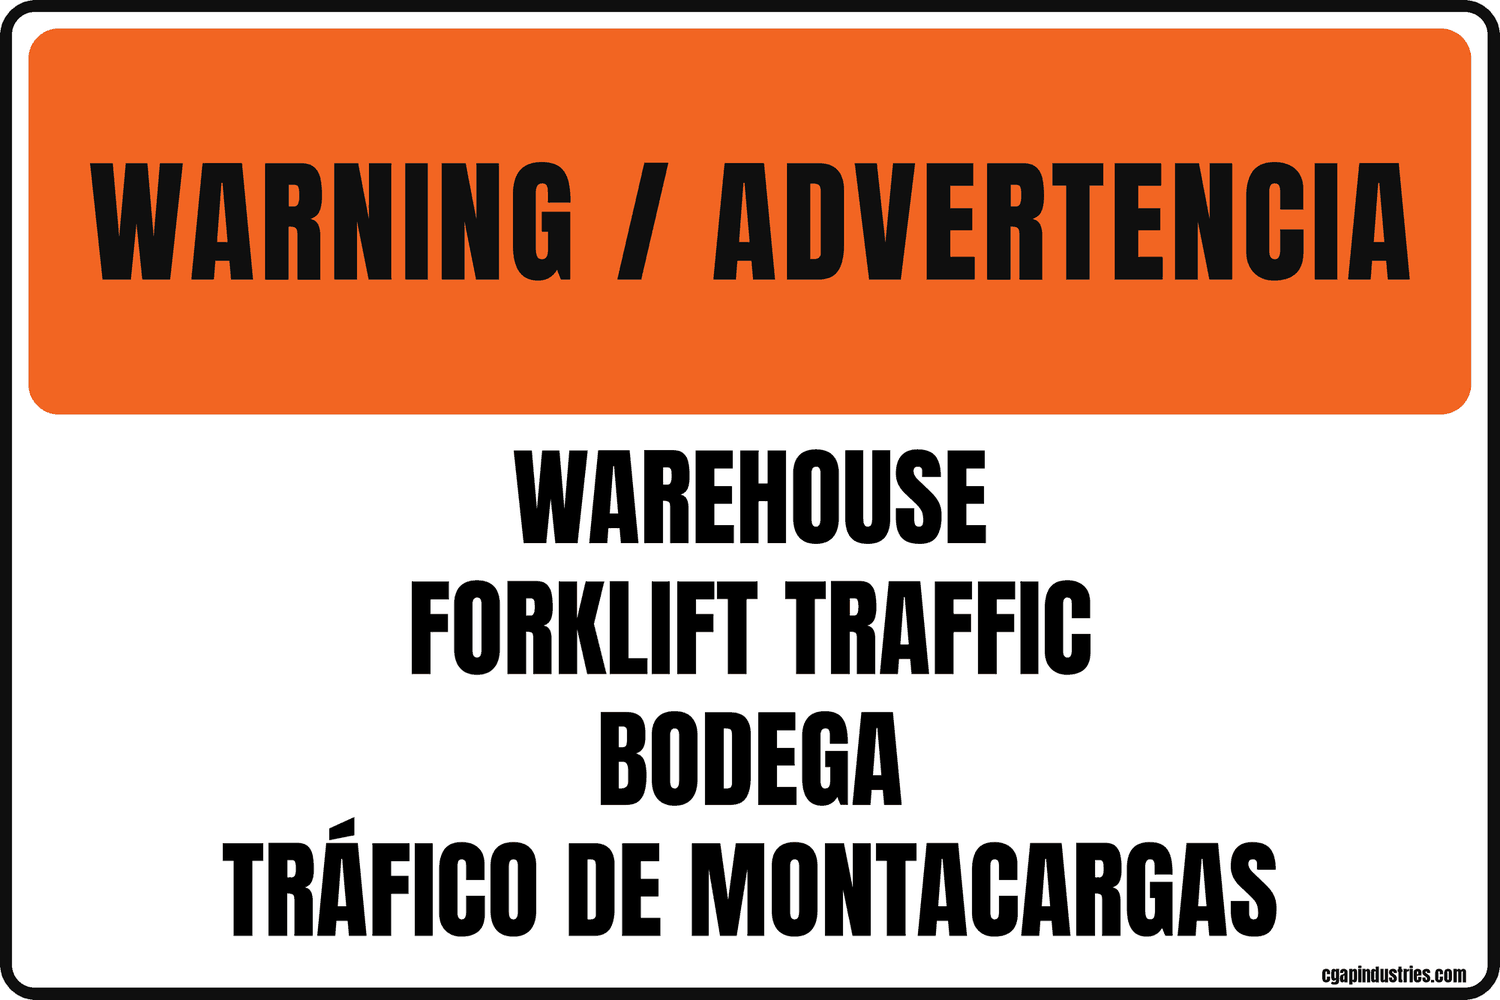 WARNING / ADVERTENCIA
WAREHOUSE
FORKLIFT TRAFFIC
BODEGA
TRÁFICO DE MONTACARGAS
cgapindustries.com